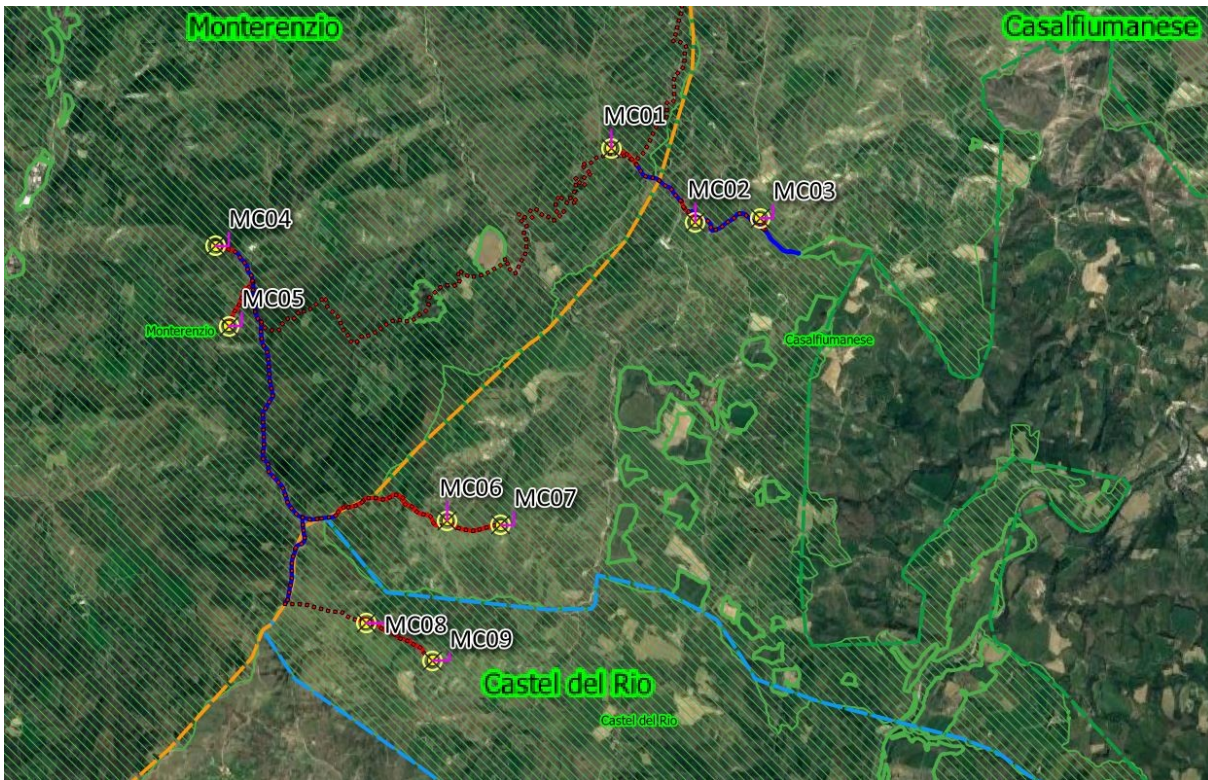 Monterenzio
Casalfiumanese
MC01
MC02
MC03
MC04
MC05
Monterenzio
Casalfiumanese
MC06
MC07
MC08
MC09
Castel del Rio
Castel del Rio